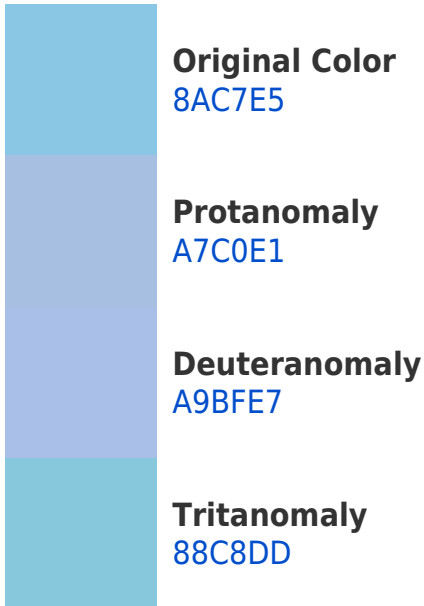 Original Color
8AC7E5
Protanomaly
A7C0E1
Deuteranomaly
A9BFE7
Tritanomaly
88C8DD